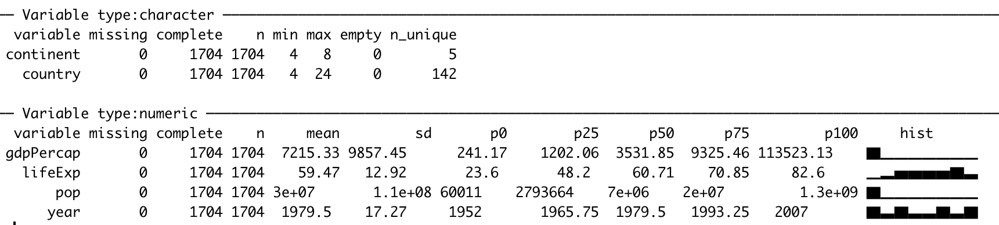 ── Variable type:character ──────────────────────────────
variable missing complete n min max empty n_unique
continent 0 1704 1704 4 8 0 5
country 0 1704 1704 4 24 0 142
── Variable type:numeric ──────────────────────────────
variable missing complete n mean sd p0 p25 p50 p75 p100 hist
gdpPercap 0 1704 1704 7215.33 9857.45 241.17 1202.06 3531.85 9325.46 113523.13 ▇▁▁▁▁▁▁▁
lifeExp 0 1704 1704 59.47 12.92 23.6 48.2 60.71 70.85 82.6 ▁▂▅▅▅▅▇▃
pop 0 1704 1704 3e+07 1.1e+08 60011 2793664 7e+06 2e+07 1.3e+09 ▇▁▁▁▁▁▁▁
year 0 1704 1704 1979.5 17.27 1952 1965.75 1979.5 1993.25 2007 ▇▃▇▃▃▇▃▇